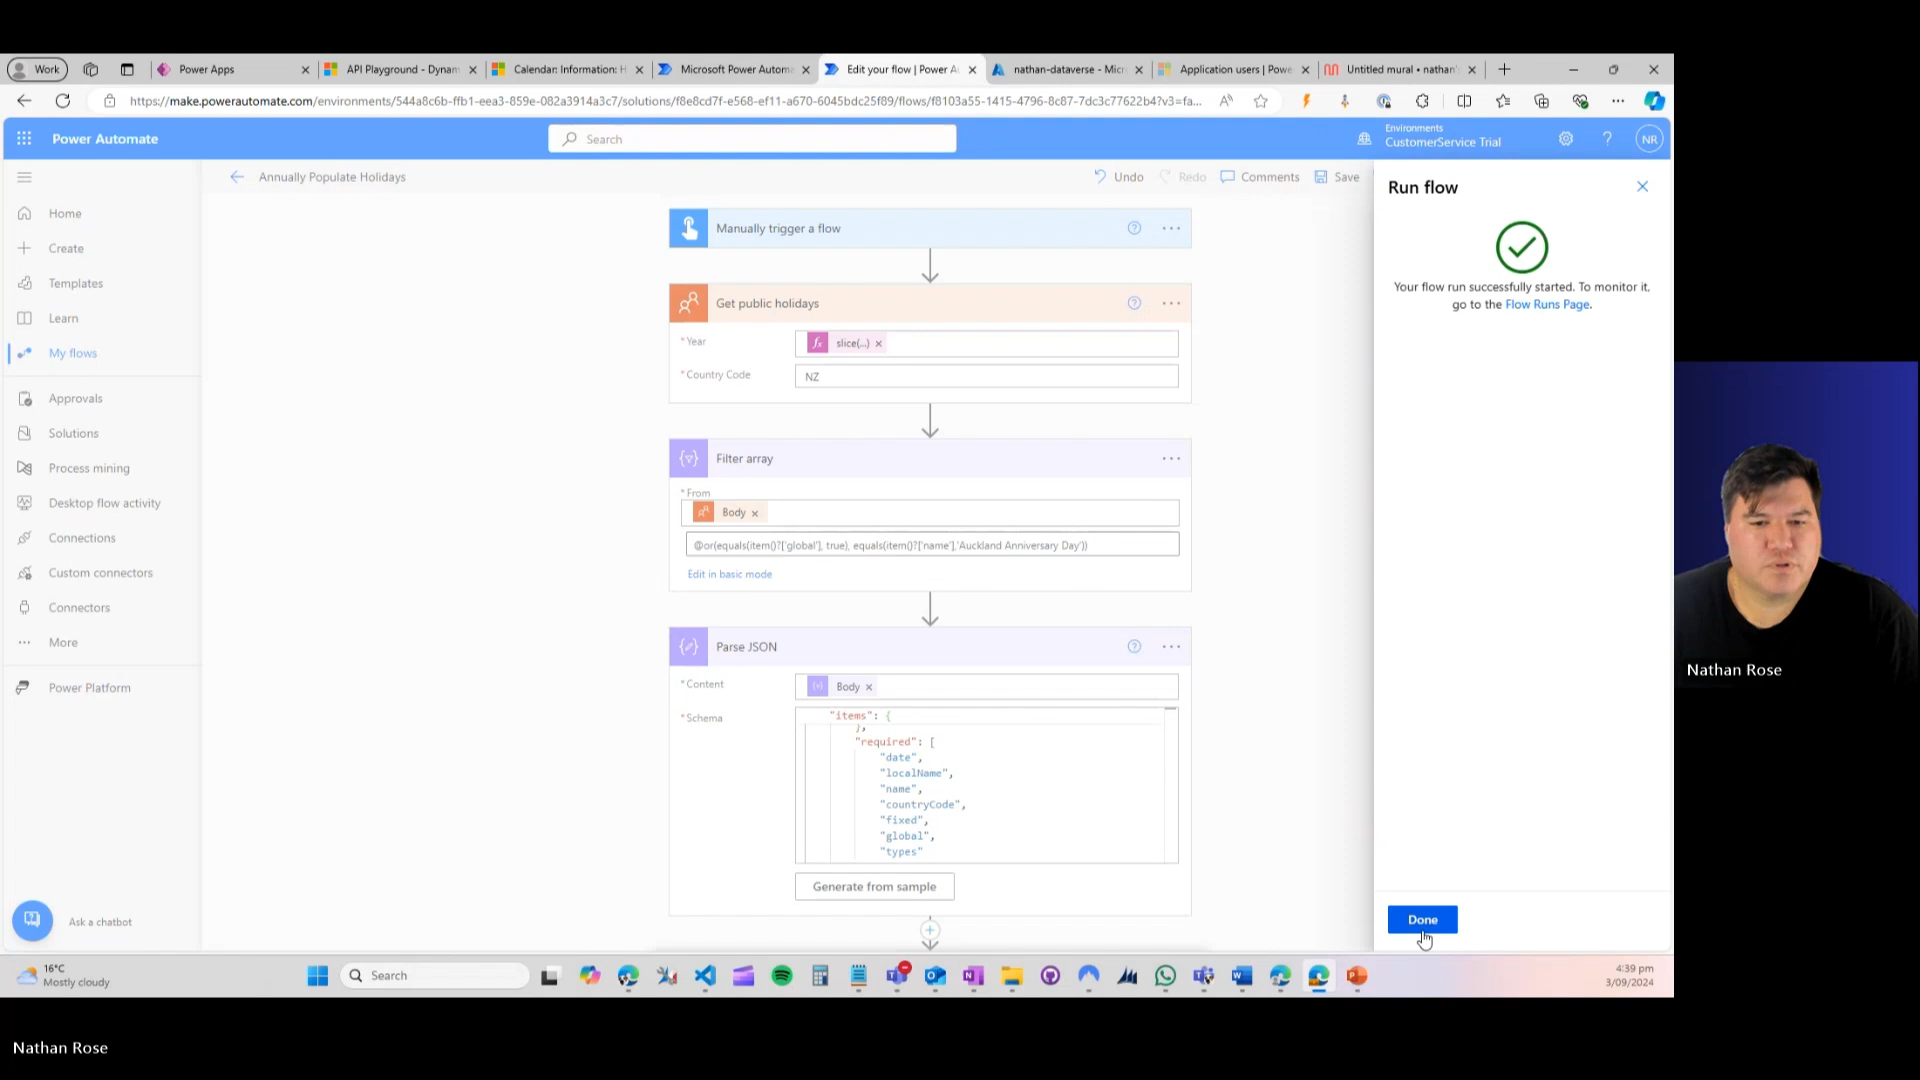 Work
Power Apps
API Playground - Dynam
Calendar: Information: H
Microsoft Power Autom
Edit your flow | Power A
nathan-dataverse - Micr
Application users | Powe
Untitled mural • nathan'
https://make.powerautomate.com/environments/544a8c6b-ffb1-eea3-859e-082a3914a3c7/solutions/f8e8cd7f-e568-ef11-a670-6045bdc25f89/flows/f8103a55-1415-4796-8c87-7dc3c77622b4?v3=fa...
Power Automate
Search
Environments
CustomerService Trial
NR
Annually Populate Holidays
Undo
Redo
Comments
Save
Home
Create
Templates
Learn
My flows
Approvals
Solutions
Process mining
Desktop flow activity
Connections
Custom connectors
Connectors
More
Power Platform
Ask a chatbot
Manually trigger a flow
Get public holidays
* Year
slice(...)
* Country Code
NZ
Filter array
* From
Body
@or(equals(item()?['global'], true), equals(item()?['name'],'Auckland Anniversary Day'))
Edit in basic mode
Parse JSON
* Content
Body
* Schema
"items": {
},
"required": [
"date",
"localName",
"name",
"countryCode",
"fixed",
"global",
"types"
Generate from sample
Run flow
Your flow run successfully started. To monitor it,
go to the Flow Runs Page.
Done
16°C
Mostly cloudy
Search
4:39 pm
3/09/2024
Nathan Rose
Nathan Rose